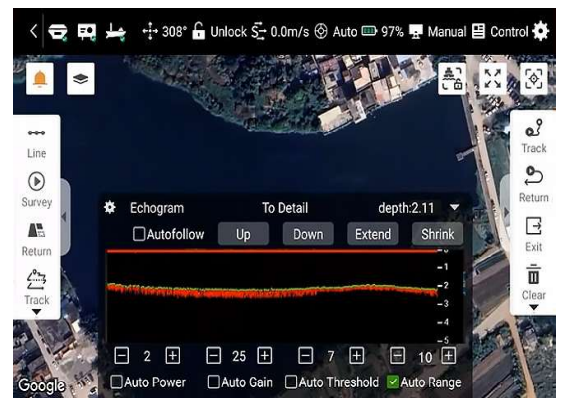 308° Unlock 0.0m/s Auto 97% Manual Control
Line
Survey
Return
Track
Track
Return
Exit
Clear
Echogram To Detail depth:2.11
Autofollow Up Down Extend Shrink
0
-1
-2
-3
-4
-5
2 25 7 10
Auto Power Auto Gain Auto Threshold Auto Range
Google